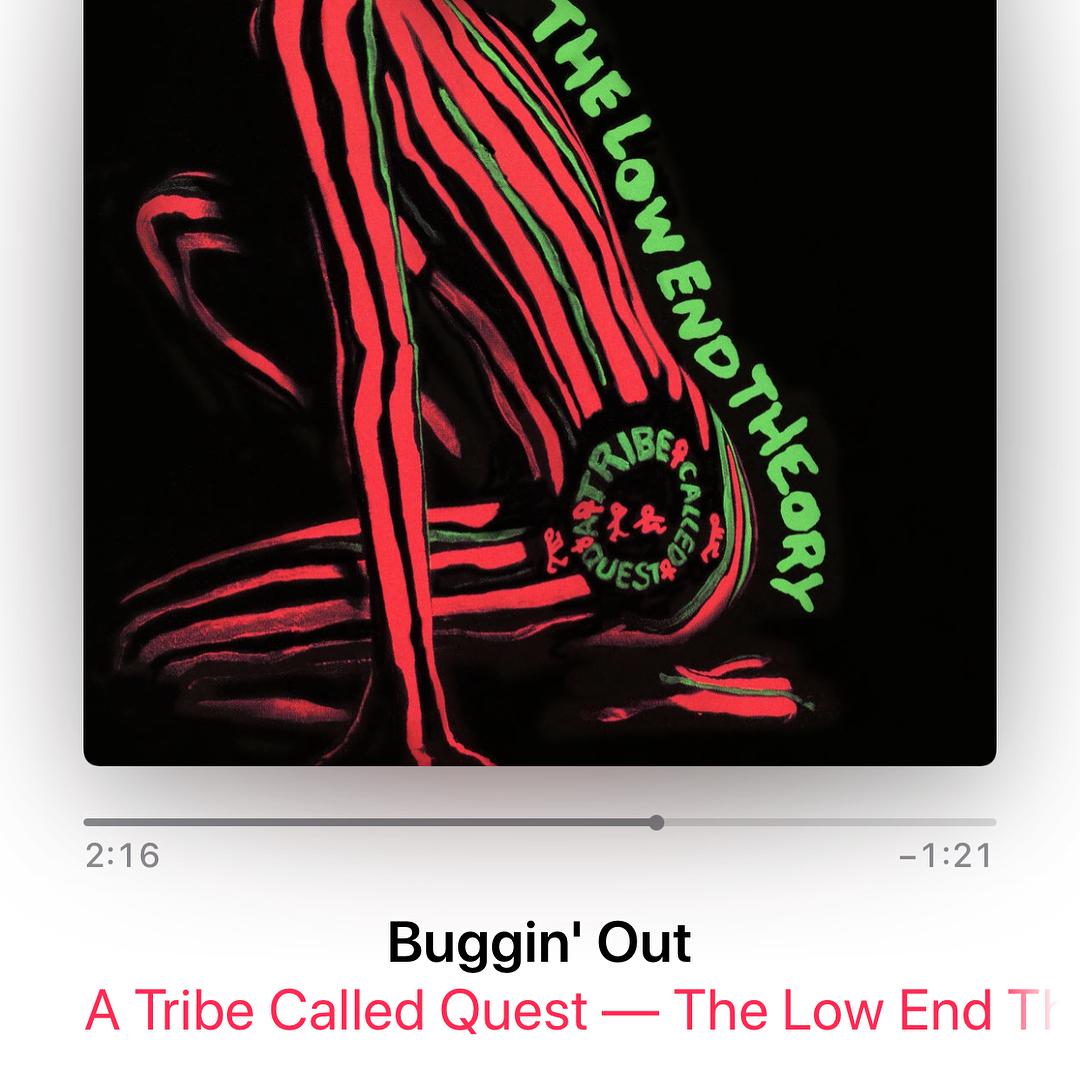 THE LOW END THEORY
A TRIBE CALLED QUEST
2:16
−1:21
Buggin' Out
A Tribe Called Quest — The Low End Th